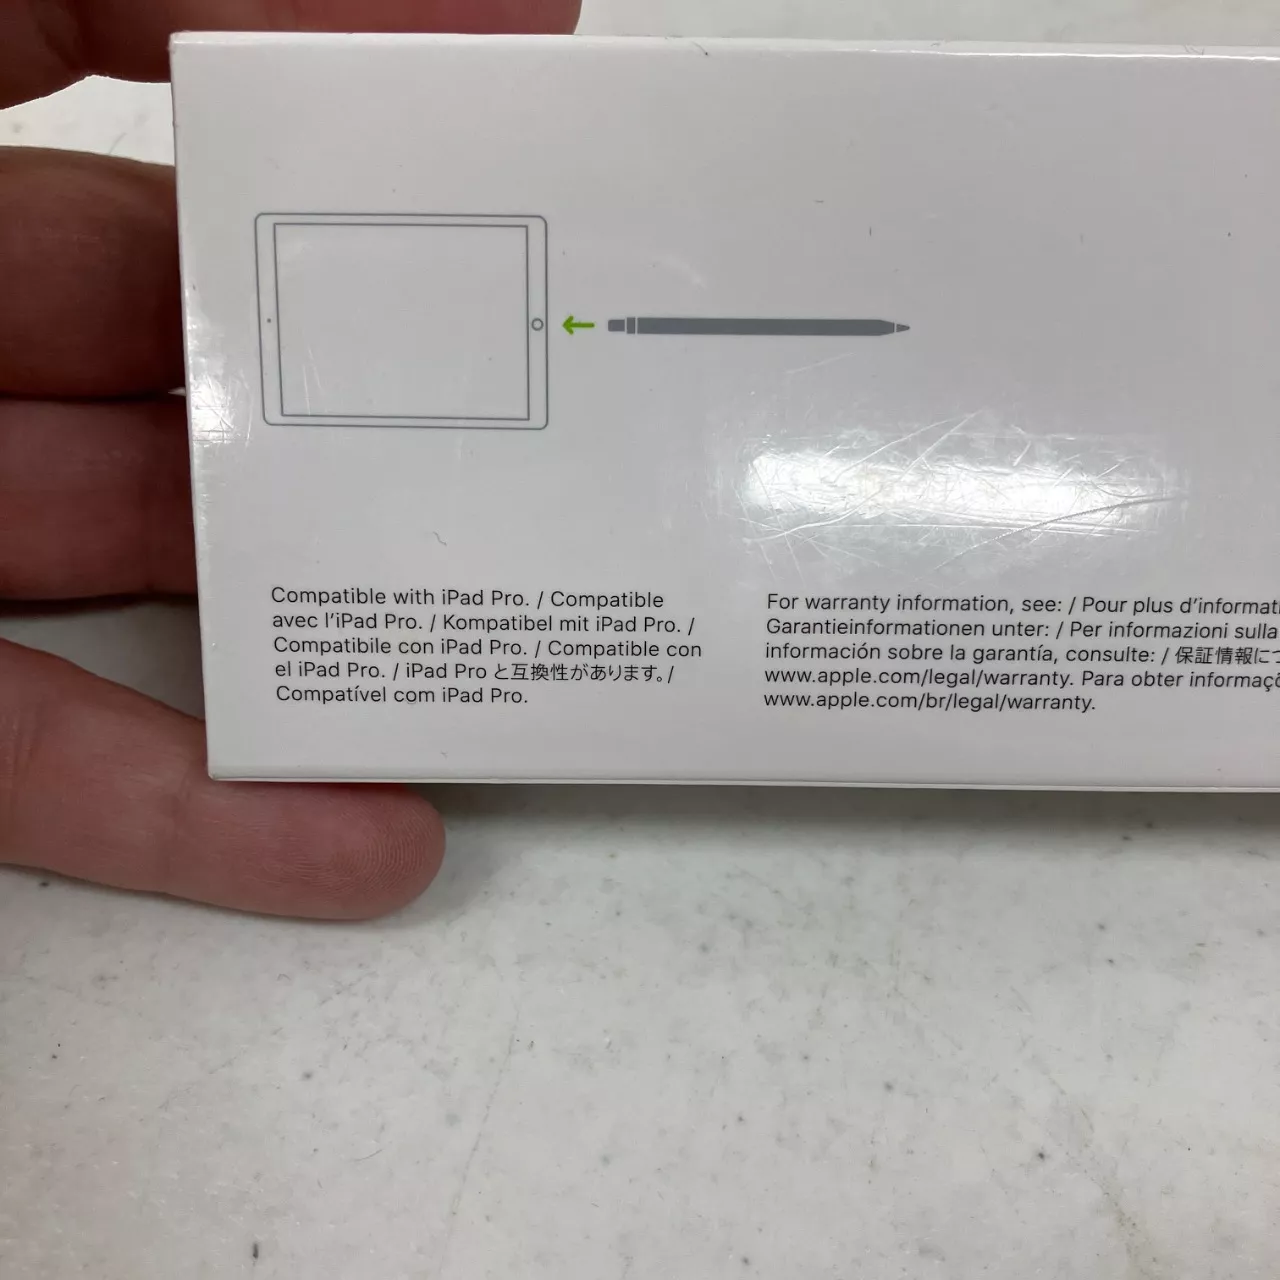 Compatible with iPad Pro. / Compatible
avec l’iPad Pro. / Kompatibel mit iPad Pro. /
Compatibile con iPad Pro. / Compatible con
el iPad Pro. / iPad Pro と互換性があります。/
Compatível com iPad Pro.
For warranty information, see: / Pour plus d’informati
Garantieinformationen unter: / Per informazioni sulla
información sobre la garantía, consulte: / 保証情報につ
www.apple.com/legal/warranty. Para obter informaçõ
www.apple.com/br/legal/warranty.